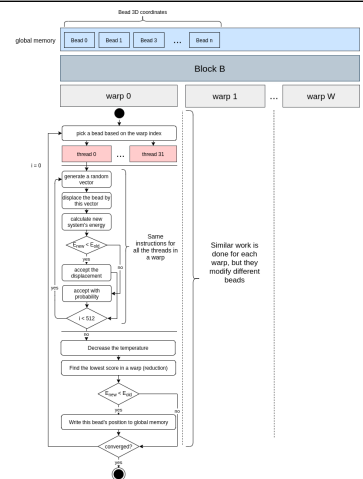 Bead 3D coordinates
global memory
Bead 0
Bead 1
Bead 3
...
Bead n
Block B
warp 0
warp 1
...
warp W
pick a bead based on the warp index
thread 0
...
thread 31
i = 0
generate a random
vector
displace the bead by
this vector
calculate new
system's energy
Enew < Eold
yes
no
accept the
displacement
accept with
probability
yes
i < 512
no
Same
instructions for
all the threads in
a warp
Similar work is
done for each
warp, but they
modify different
beads
Decrease the temperature
Find the lowest score in a warp (reduction)
Enew < Eold
yes
no
Write this bead's position to global memory
converged?
yes